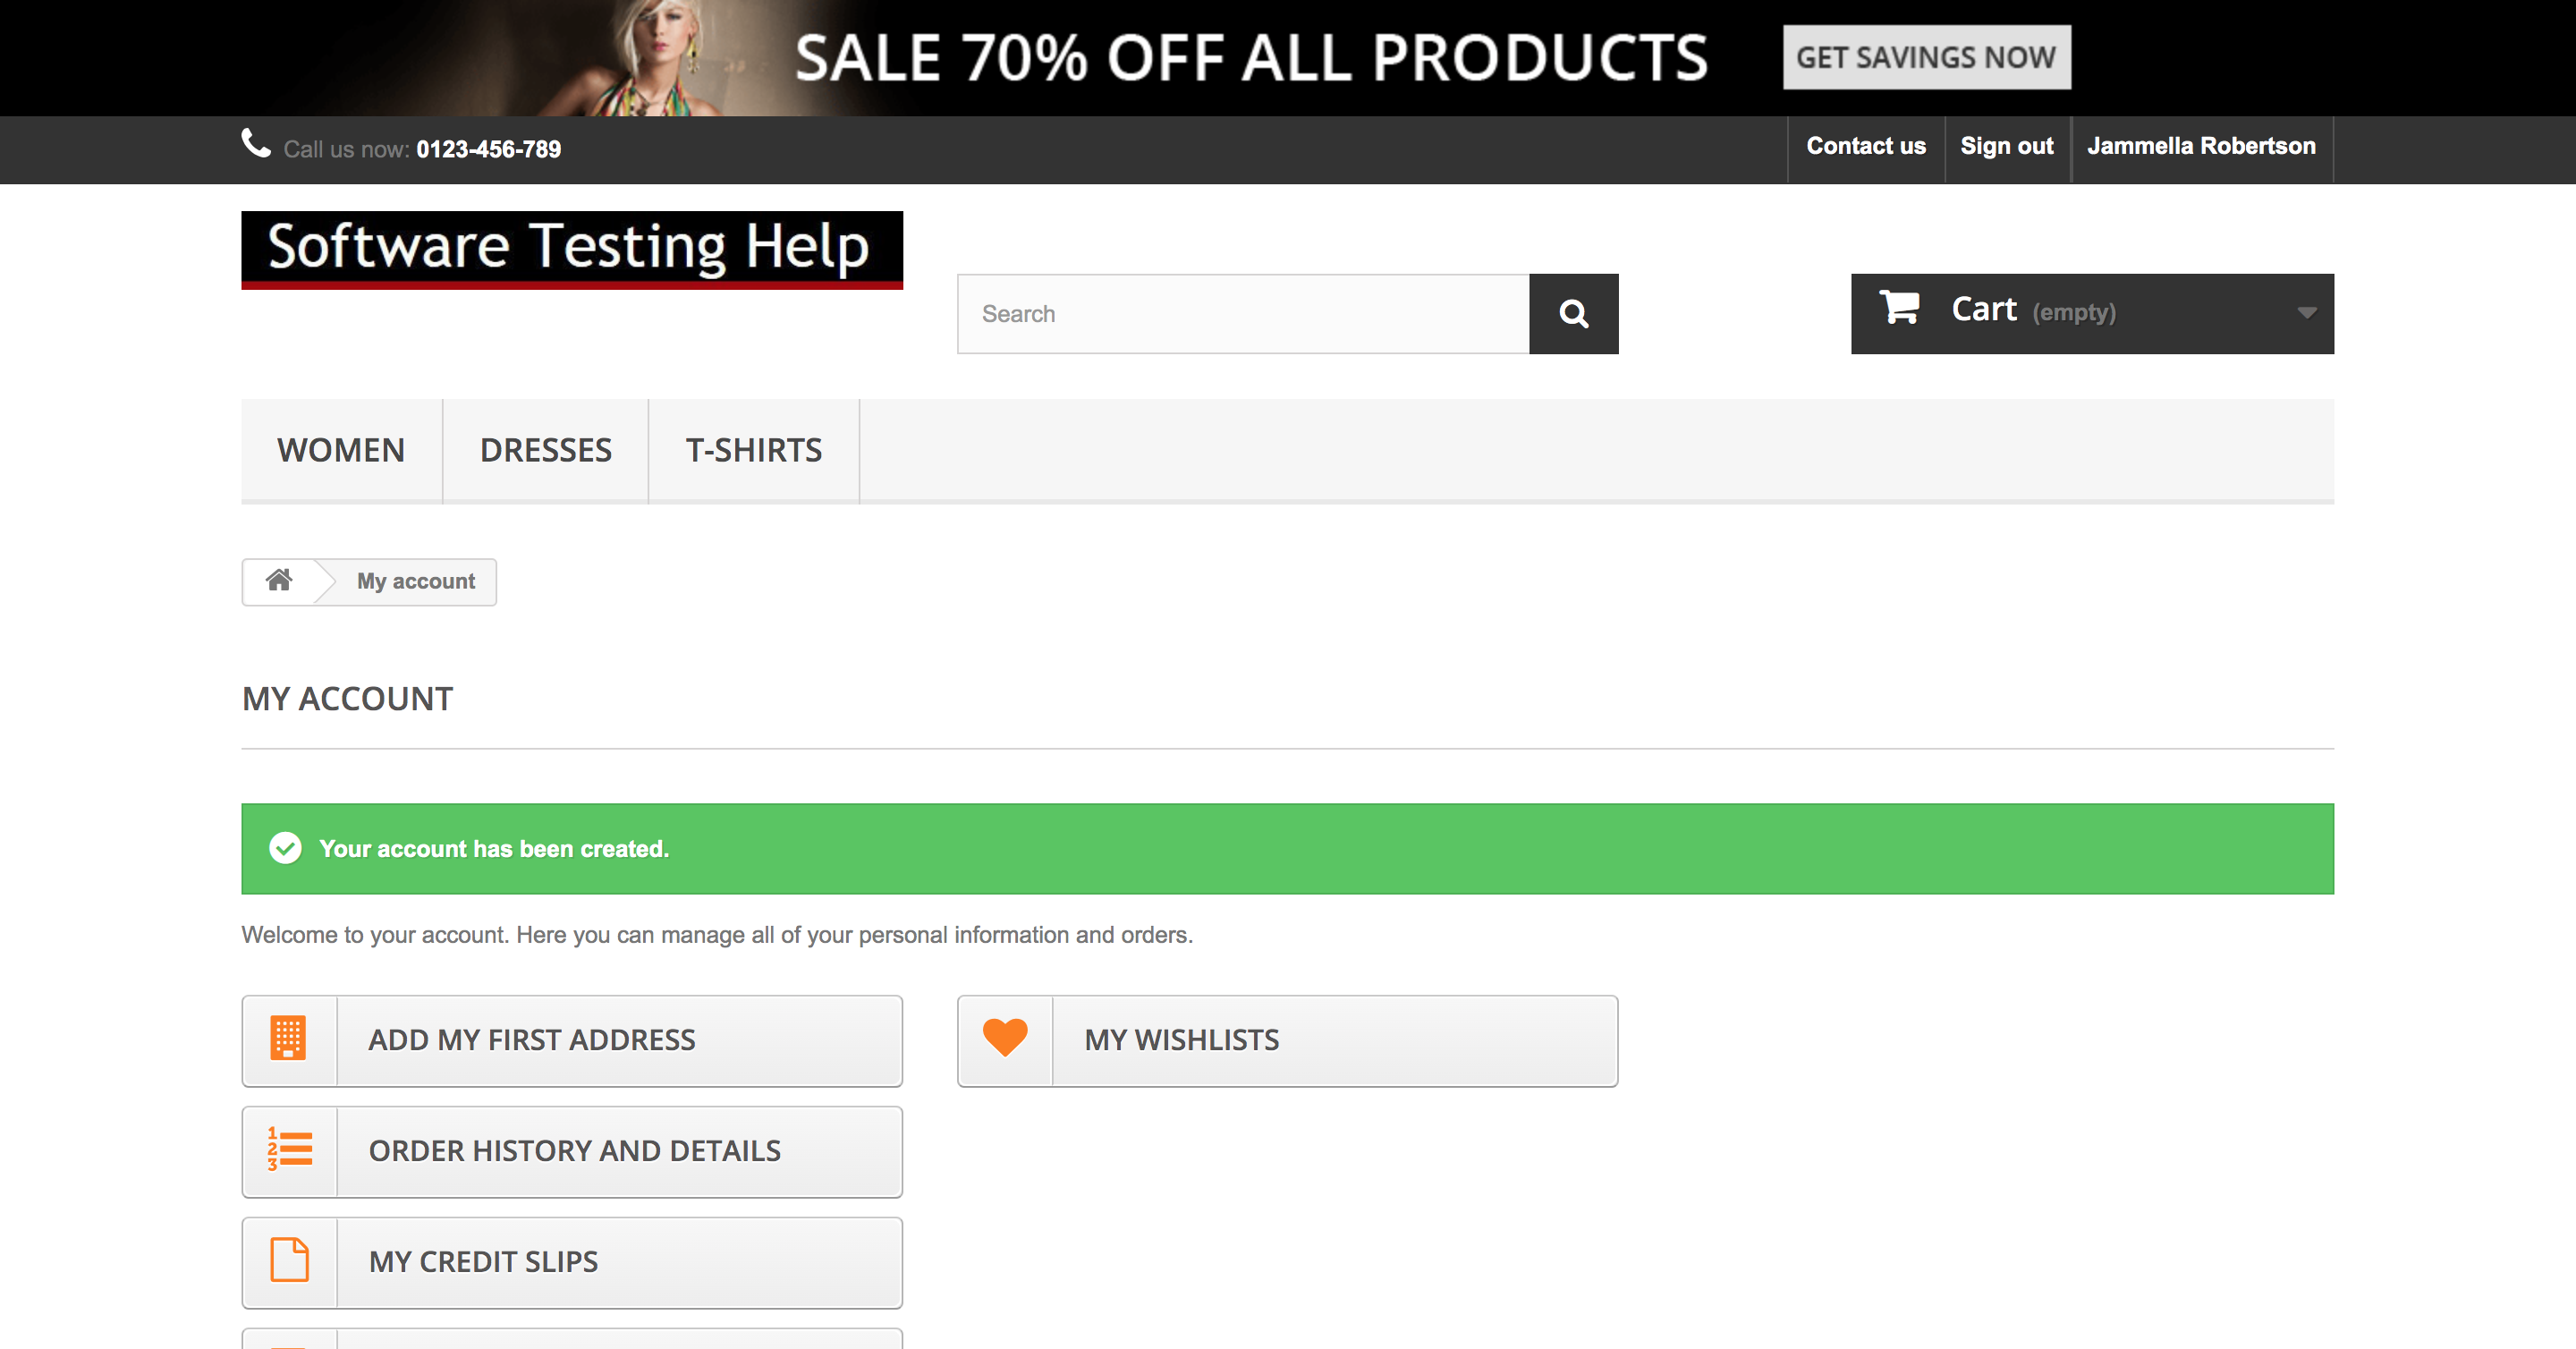 SALE 70% OFF ALL PRODUCTS GET SAVINGS NOW
Call us now: 0123-456-789 Contact us Sign out Jammella Robertson
Software Testing Help
Search
Cart (empty)
WOMEN DRESSES T-SHIRTS
My account
MY ACCOUNT
Your account has been created.
Welcome to your account. Here you can manage all of your personal information and orders.
ADD MY FIRST ADDRESS
MY WISHLISTS
1
2
3
ORDER HISTORY AND DETAILS
MY CREDIT SLIPS